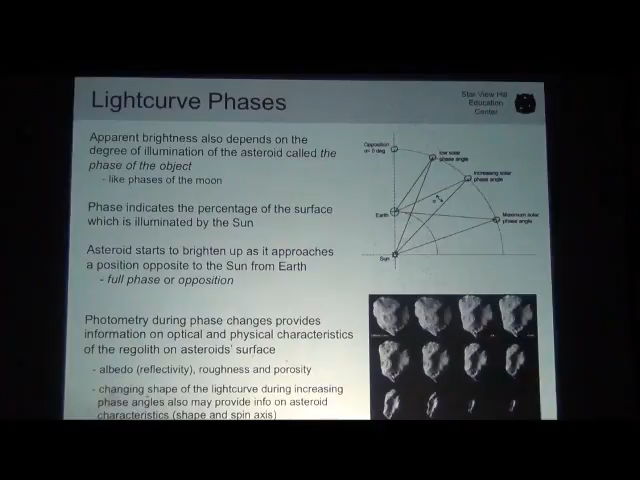 Lightcurve Phases
Star View Hill
Education
Center
Apparent brightness also depends on the
degree of illumination of the asteroid called the
phase of the object
- like phases of the moon
Phase indicates the percentage of the surface
which is illuminated by the Sun
Asteroid starts to brighten up as it approaches
a position opposite to the Sun from Earth
- full phase or opposition
Photometry during phase changes provides
information on optical and physical characteristics
of the regolith on asteroids' surface
- albedo (reflectivity), roughness and porosity
- changing shape of the lightcurve during increasing
phase angles also may provide info on asteroid
characteristics (shape and spin axis)
Opposition
low solar
phase angle
Increasing solar
phase angle
Earth
Maximum solar
phase angle
Sun